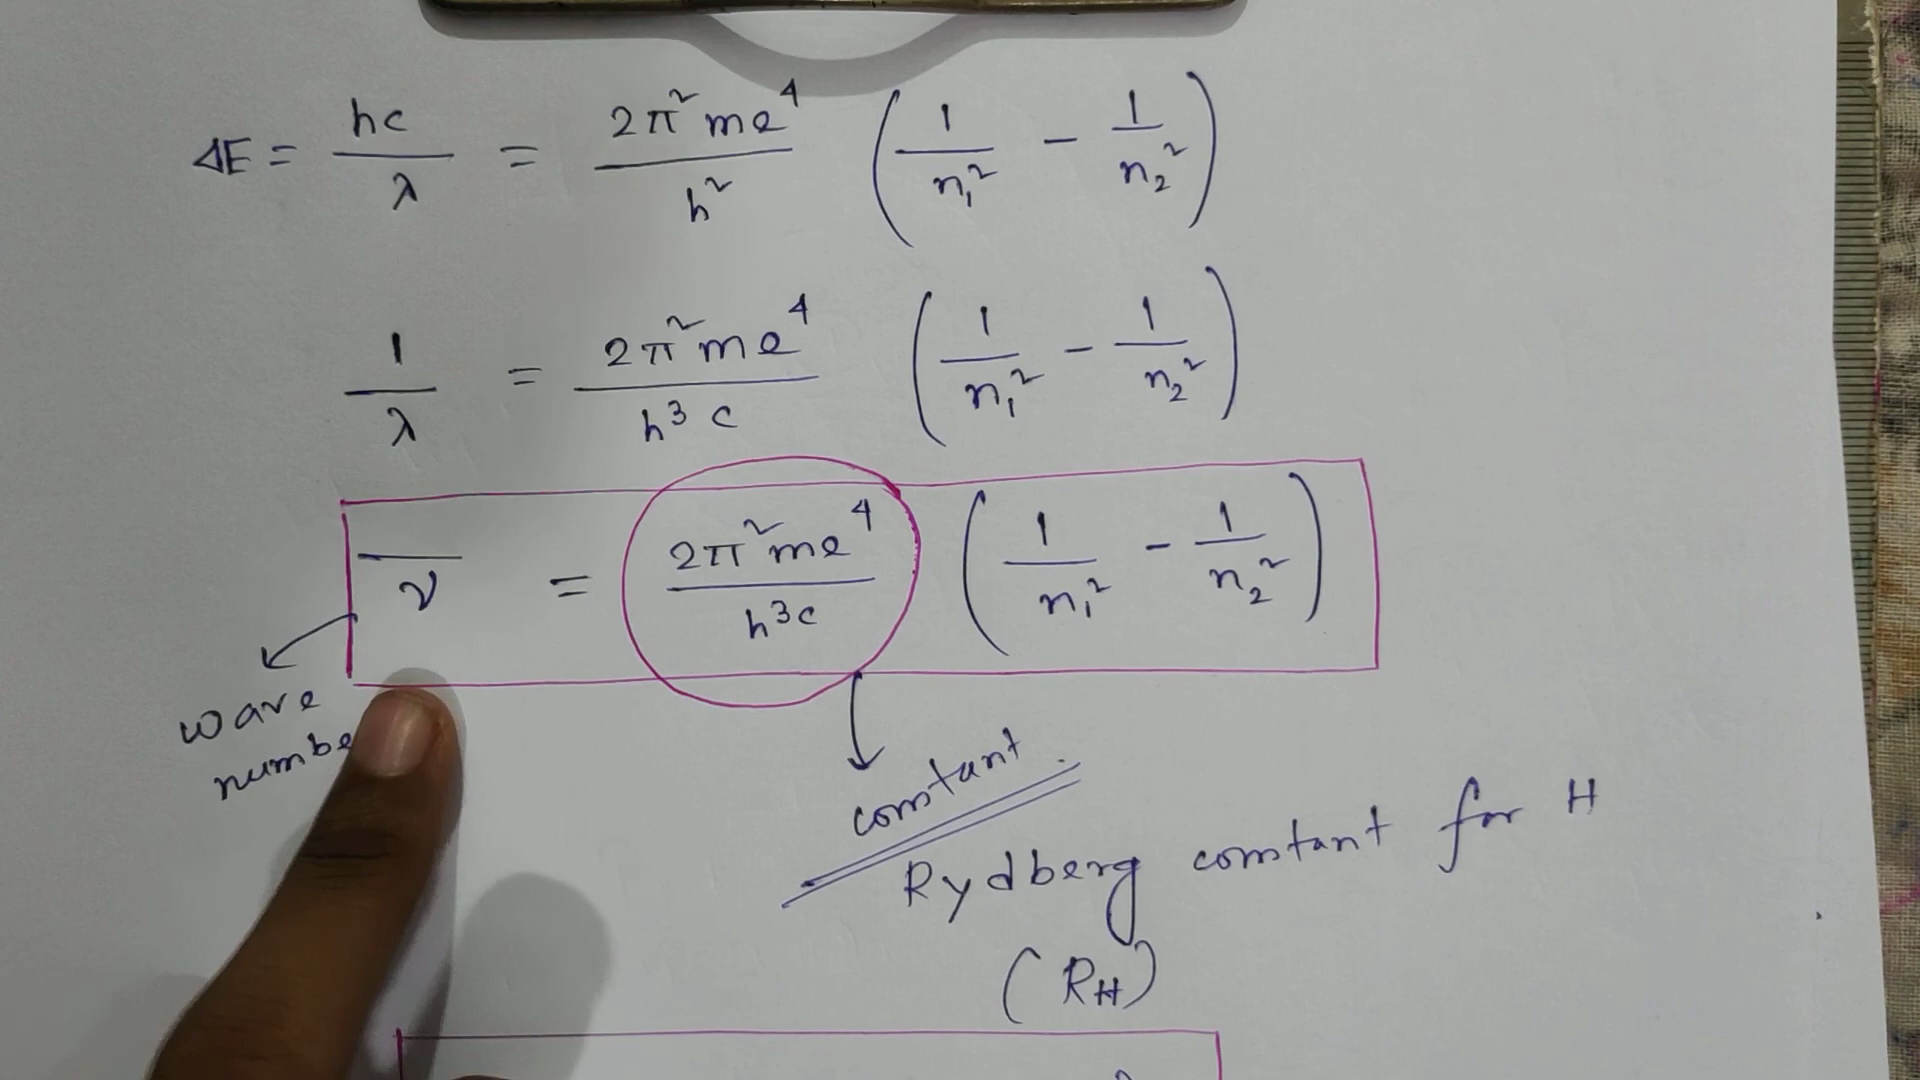 ΔE = hc/λ = 2π²me⁴/h² (1/n₁² − 1/n₂²)
1/λ = 2π²me⁴/h³c (1/n₁² − 1/n₂²)
ν̅ = 2π²me⁴/h³c (1/n₁² − 1/n₂²)
wave
numbe
constant.
Rydberg constant for H
(R_H)